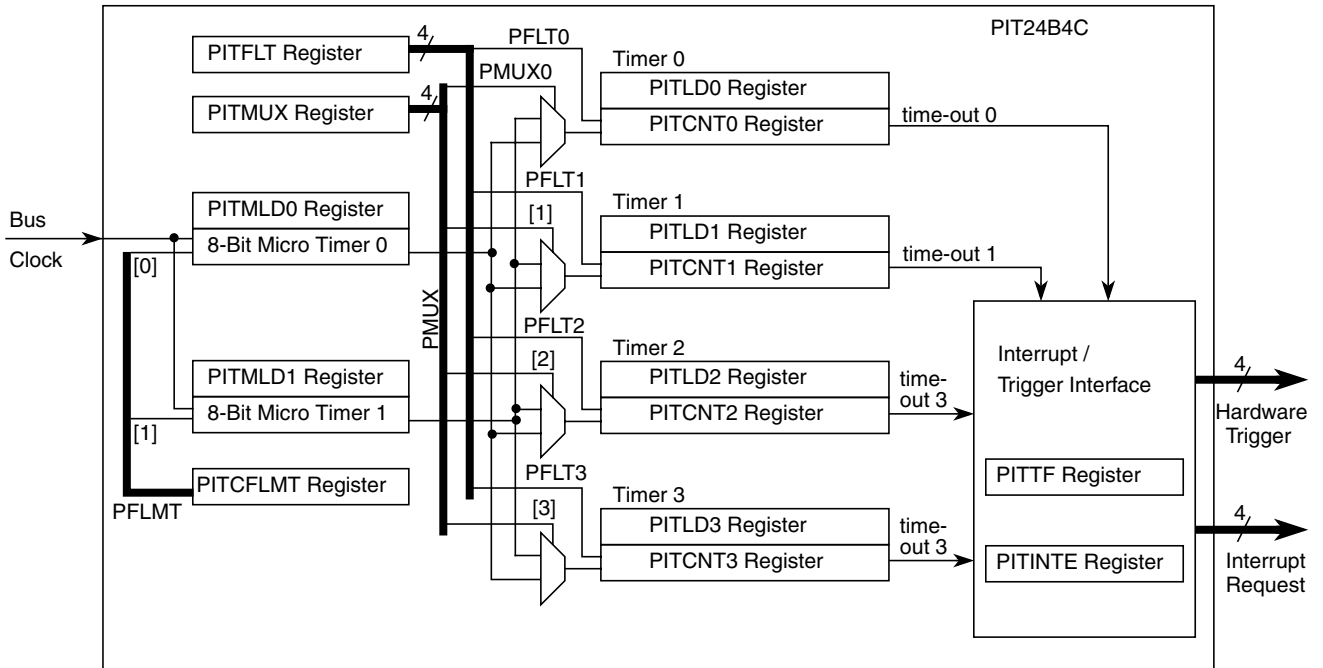 PIT24B4C
PITFLT Register
4
PFLT0
Timer 0
PITLD0 Register
PITCNT0 Register
time-out 0
PITMUX Register
4
PMUX0
PFLT1
Timer 1
PITLD1 Register
PITCNT1 Register
time-out 1
[1]
Bus
Clock
PITMLD0 Register
8-Bit Micro Timer 0
[0]
PMUX
PFLT2
Timer 2
PITLD2 Register
PITCNT2 Register
time-
out 3
[2]
PITMLD1 Register
8-Bit Micro Timer 1
[1]
PITCFLMT Register
PFLMT
PFLT3
Timer 3
PITLD3 Register
PITCNT3 Register
time-
out 3
[3]
Interrupt /
Trigger Interface
PITTF Register
PITINTE Register
4
Hardware
Trigger
4
Interrupt
Request